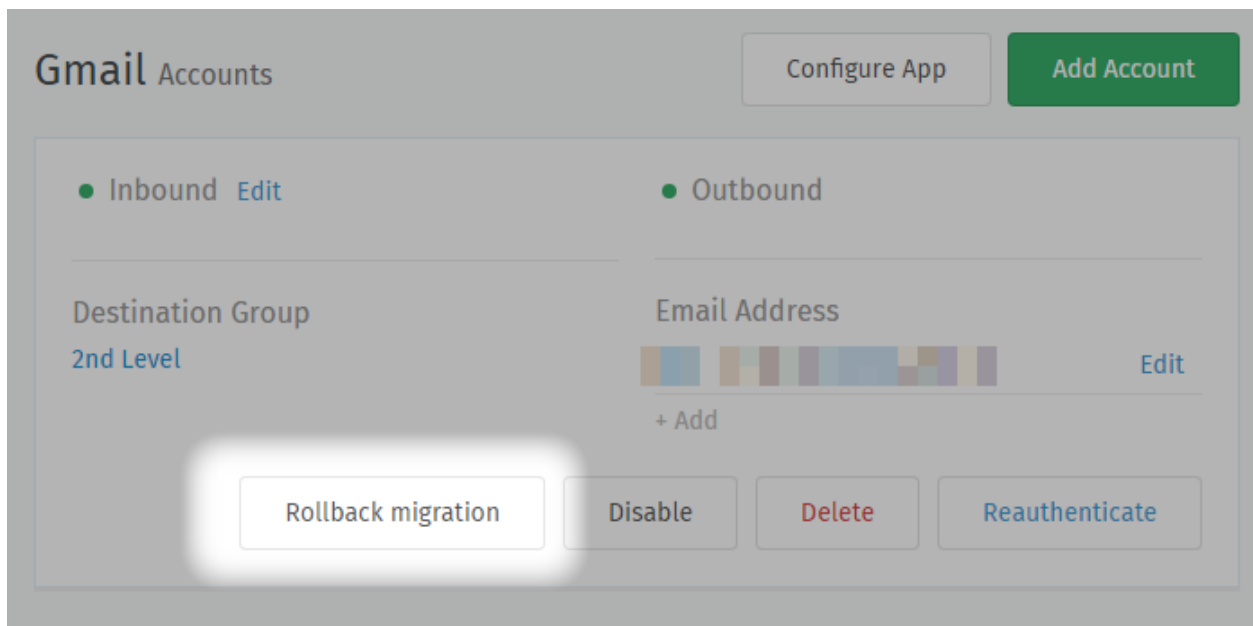 Gmail Accounts
Configure App
Add Account
Inbound Edit
Outbound
Destination Group
2nd Level
Email Address
Edit
+ Add
Rollback migration
Disable
Delete
Reauthenticate